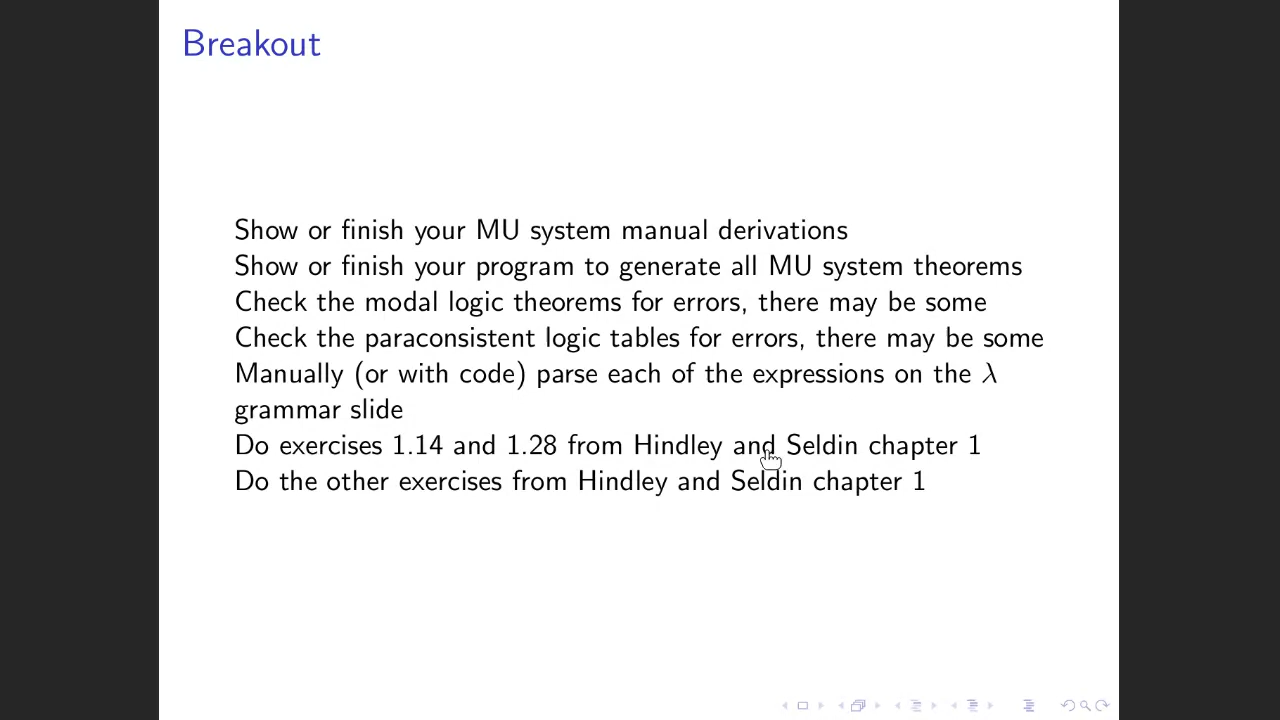 Breakout
Show or finish your MU system manual derivations
Show or finish your program to generate all MU system theorems
Check the modal logic theorems for errors, there may be some
Check the paraconsistent logic tables for errors, there may be some
Manually (or with code) parse each of the expressions on the λ
grammar slide
Do exercises 1.14 and 1.28 from Hindley and Seldin chapter 1
Do the other exercises from Hindley and Seldin chapter 1